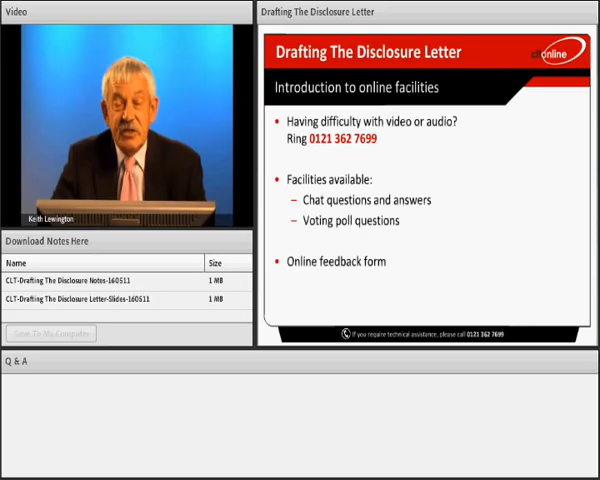 Video
Keith Lewington
Download Notes Here
Name Size
CLT-Drafting The Disclosure Notes-160511 1 MB
CLT-Drafting The Disclosure Letter-Slides-160511 1 MB
Save To My Computer
Q & A
Drafting The Disclosure Letter
Drafting The Disclosure Letter
cltonline
Introduction to online facilities
• Having difficulty with video or audio?
Ring 0121 362 7699
• Facilities available:
– Chat questions and answers
– Voting poll questions
• Online feedback form
If you require technical assistance, please call 0121 362 7699